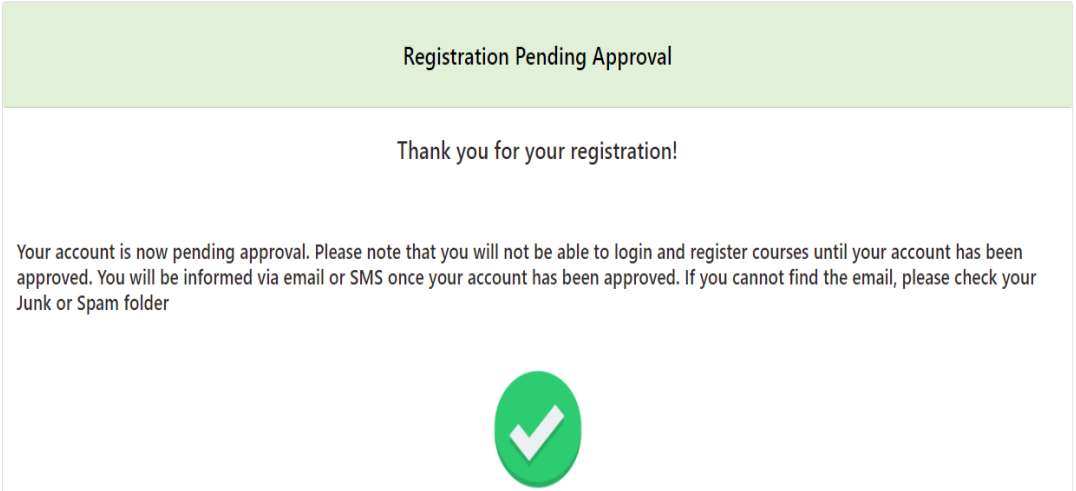 Registration Pending Approval
Thank you for your registration!
Your account is now pending approval. Please note that you will not be able to login and register courses until your account has been
approved. You will be informed via email or SMS once your account has been approved. If you cannot find the email, please check your
Junk or Spam folder